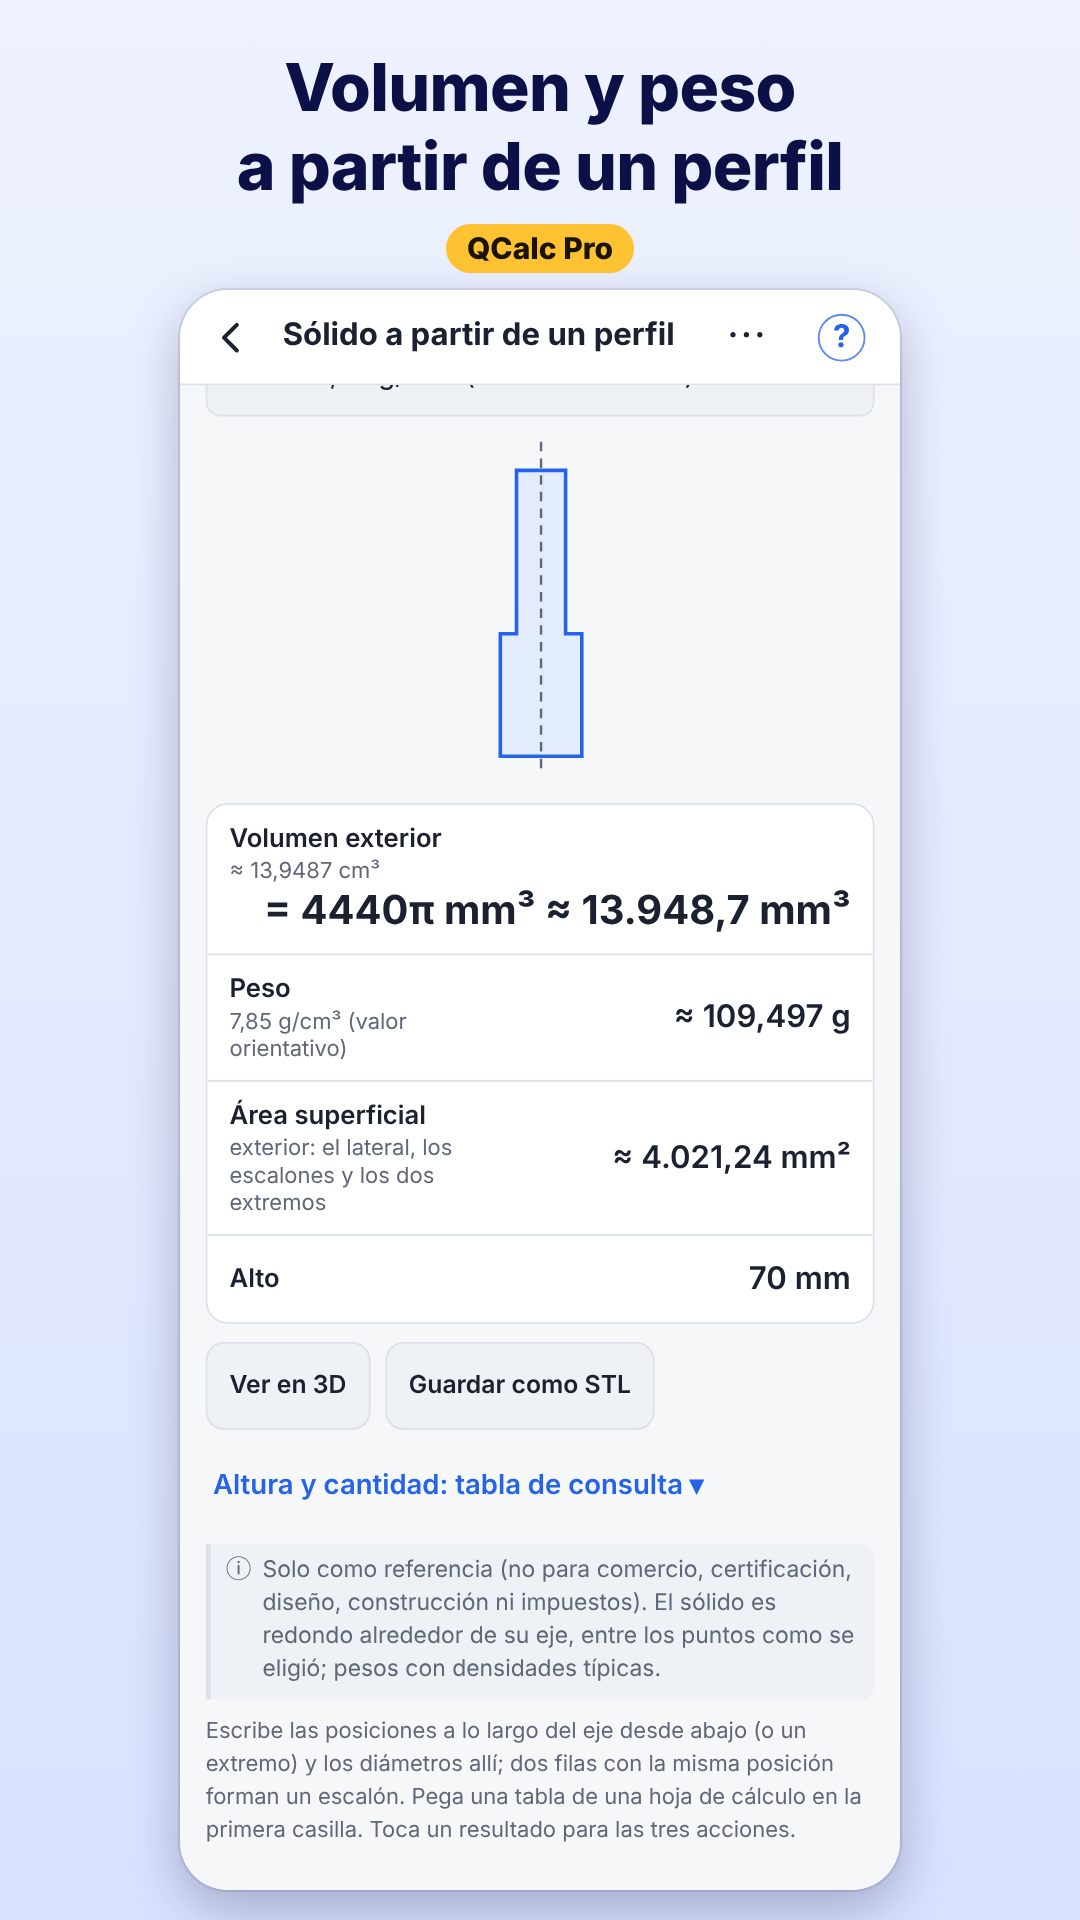 Volumen y peso
a partir de un perfil
QCalc Pro
Sólido a partir de un perfil
?
Volumen exterior
≈ 13,9487 cm³
= 4440π mm³ ≈ 13.948,7 mm³
Peso
7,85 g/cm³ (valor
orientativo)
≈ 109,497 g
Área superficial
exterior: el lateral, los
escalones y los dos
extremos
≈ 4.021,24 mm²
Alto
70 mm
Ver en 3D
Guardar como STL
Altura y cantidad: tabla de consulta ▾
ⓘ Solo como referencia (no para comercio, certificación,
diseño, construcción ni impuestos). El sólido es
redondo alrededor de su eje, entre los puntos como se
eligió; pesos con densidades típicas.
Escribe las posiciones a lo largo del eje desde abajo (o un
extremo) y los diámetros allí; dos filas con la misma posición
forman un escalón. Pega una tabla de una hoja de cálculo en la
primera casilla. Toca un resultado para las tres acciones.